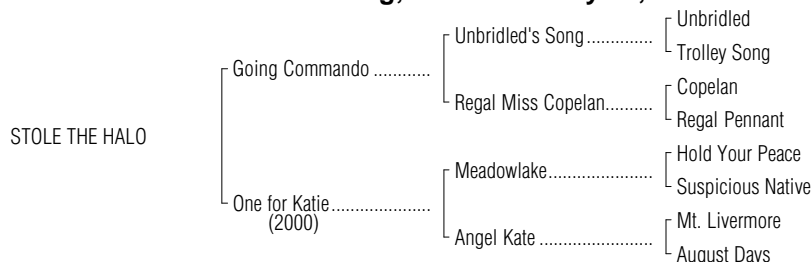 Unbridled
Unbridled's Song..............
Trolley Song
Going Commando ............
Copelan
Regal Miss Copelan..........
Regal Pennant
STOLE THE HALO
Hold Your Peace
Meadowlake......................
Suspicious Native
One for Katie.....................
(2000)
Mt. Livermore
Angel Kate ........................
August Days